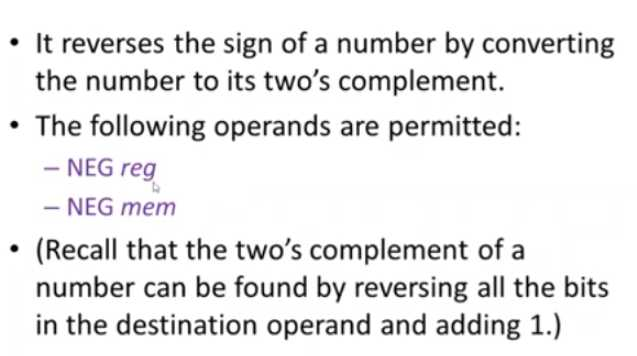 • It reverses the sign of a number by converting
the number to its two's complement.
• The following operands are permitted:
– NEG reg
– NEG mem
• (Recall that the two's complement of a
number can be found by reversing all the bits
in the destination operand and adding 1.)